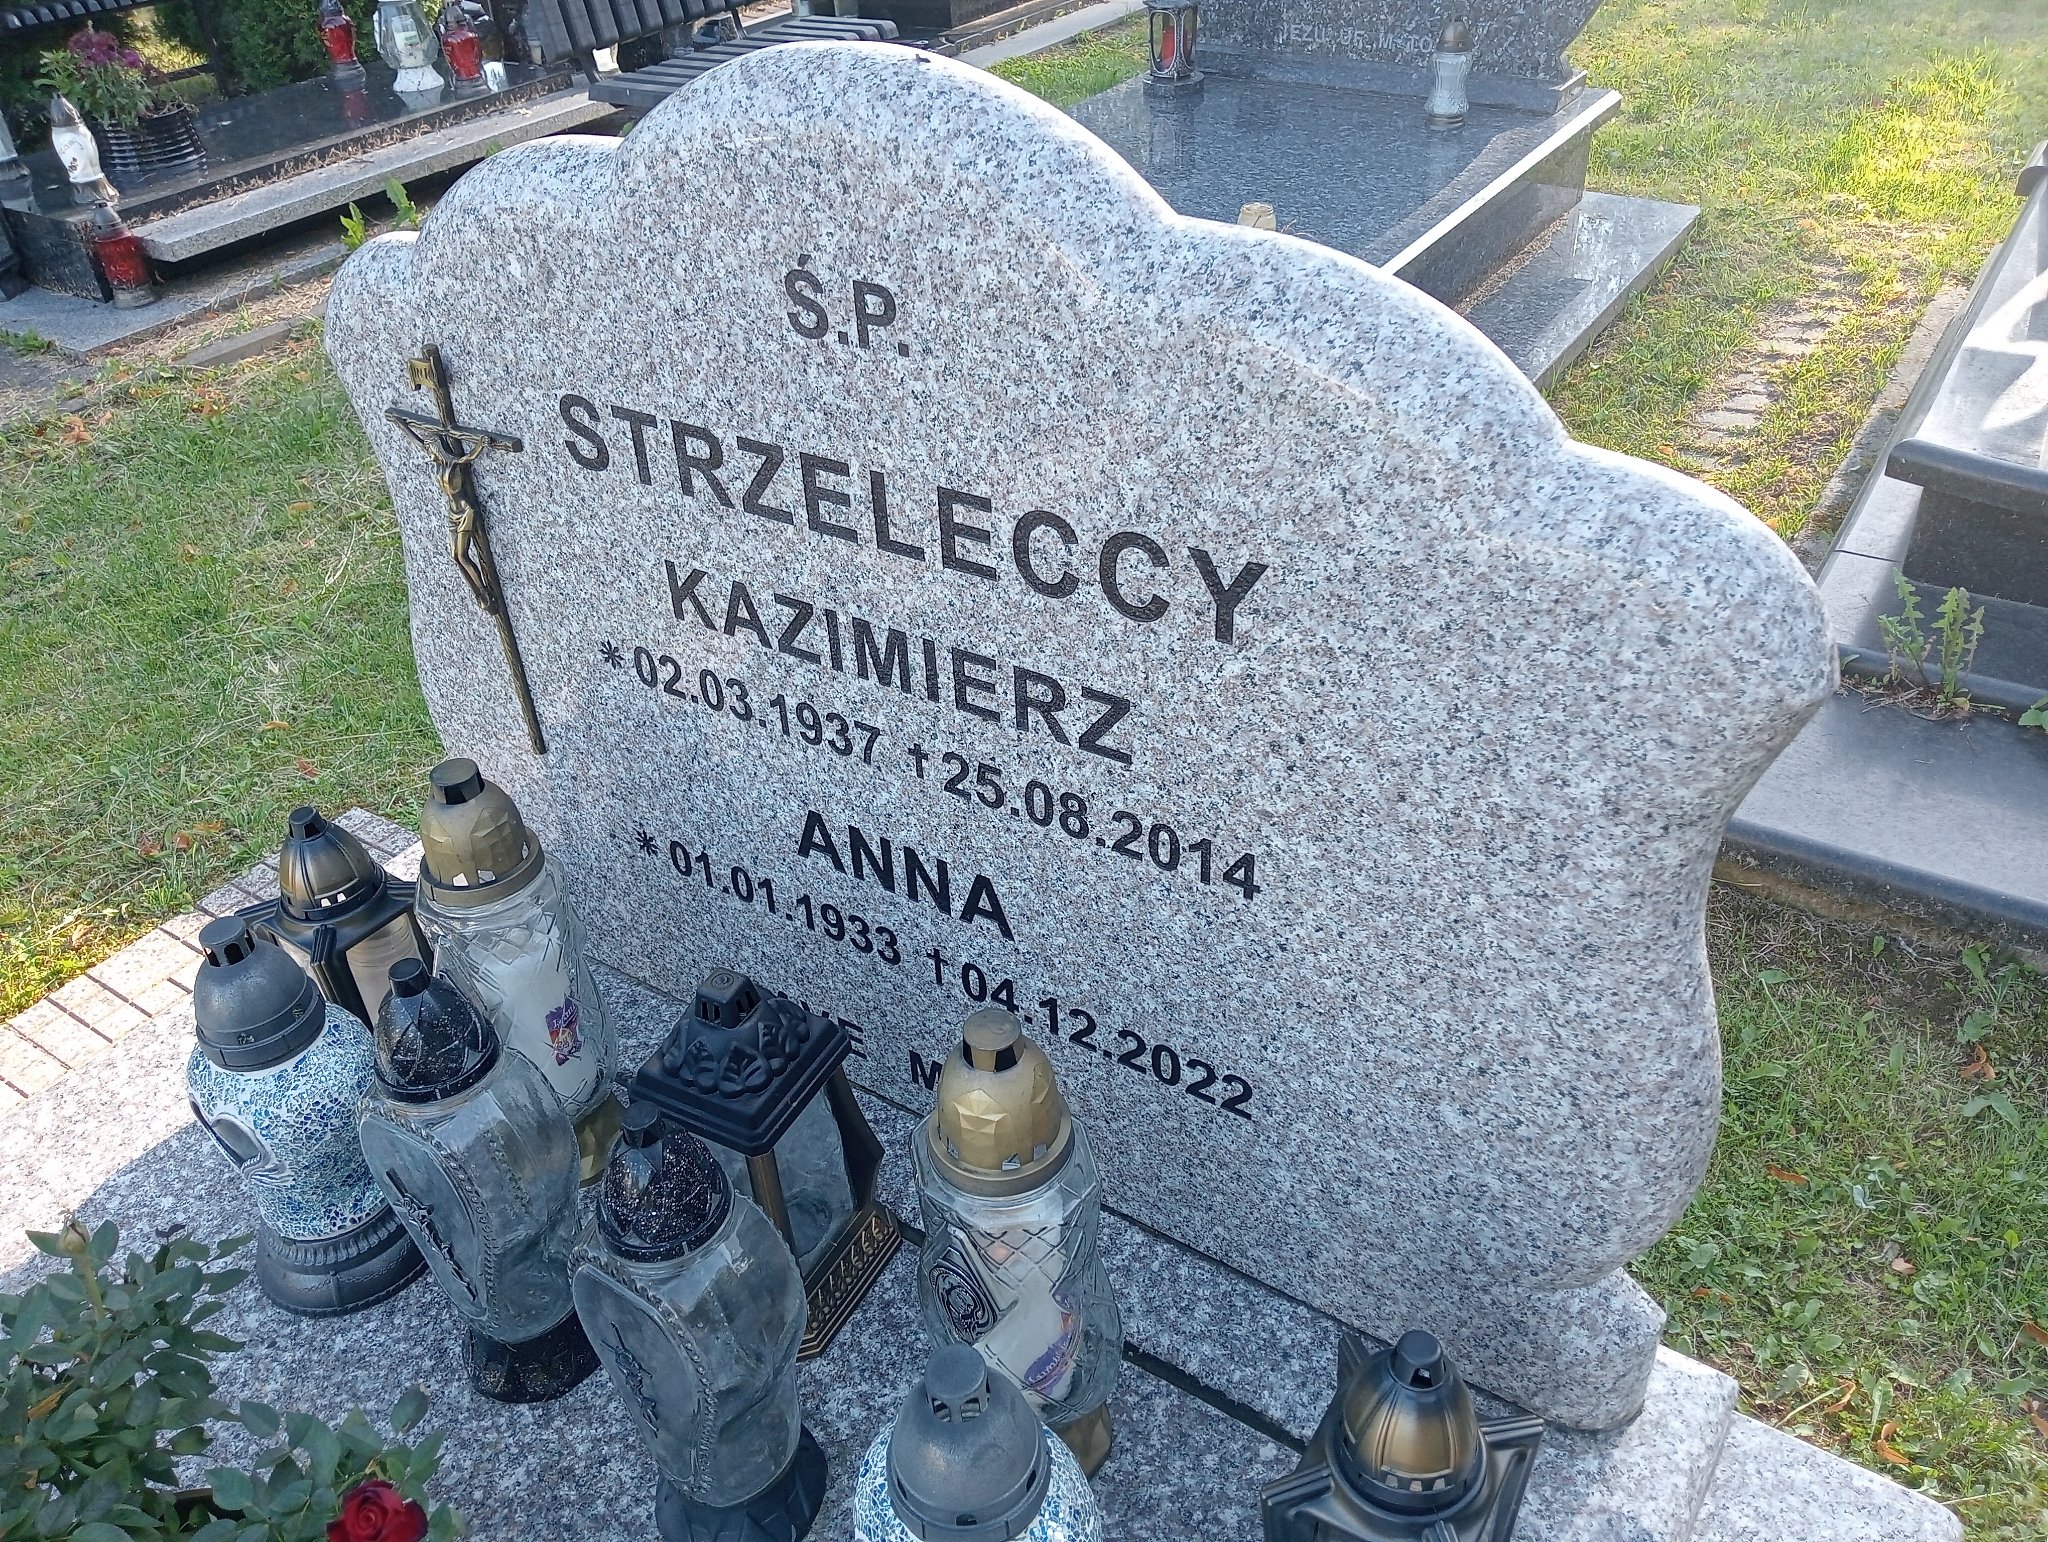 Ś.P.
STRZELECCY
KAZIMIERZ
* 02.03.1937 † 25.08.2014
ANNA
* 01.01.1933 † 04.12.2022